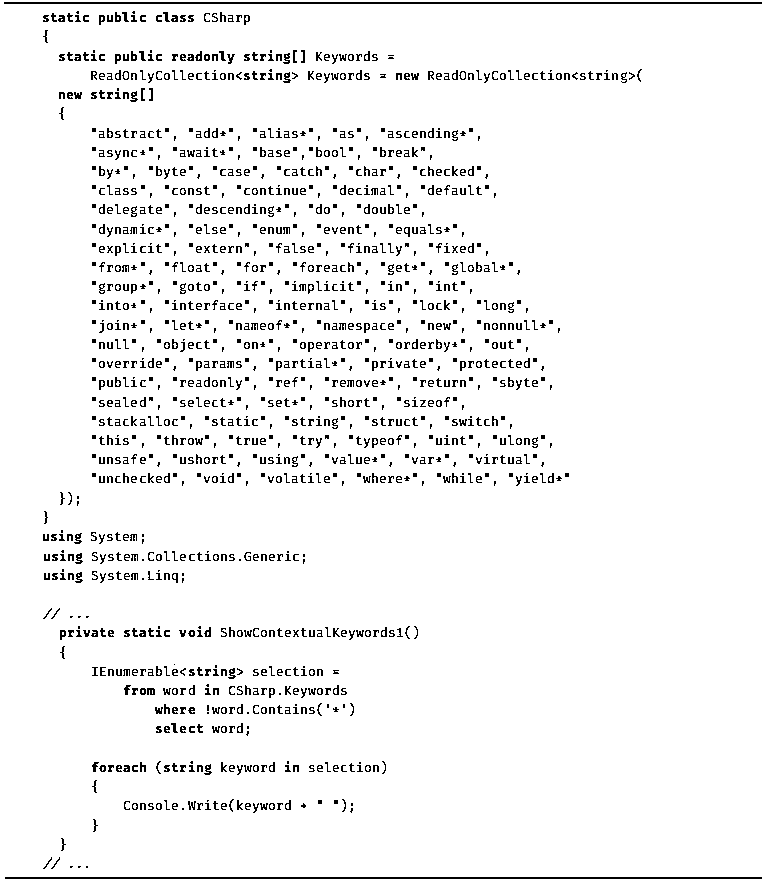 static public class CSharp
{
static public readonly string[] Keywords =
ReadOnlyCollection<string> Keywords = new ReadOnlyCollection<string>(
new string[]
{
"abstract", "add*", "alias*", "as", "ascending*",
"async*", "await*", "base","bool", "break",
"by*", "byte", "case", "catch", "char", "checked",
"class", "const", "continue", "decimal", "default",
"delegate", "descending*", "do", "double",
"dynamic*", "else", "enum", "event", "equals*",
"explicit", "extern", "false", "finally", "fixed",
"from*", "float", "for", "foreach", "get*", "global*",
"group*", "goto", "if", "implicit", "in", "int",
"into*", "interface", "internal", "is", "lock", "long",
"join*", "let*", "nameof*", "namespace", "new", "nonnull*",
"null", "object", "on*", "operator", "orderby*", "out",
"override", "params", "partial*", "private", "protected",
"public", "readonly", "ref", "remove*", "return", "sbyte",
"sealed", "select*", "set*", "short", "sizeof",
"stackalloc", "static", "string", "struct", "switch",
"this", "throw", "true", "try", "typeof", "uint", "ulong",
"unsafe", "ushort", "using", "value*", "var*", "virtual",
"unchecked", "void", "volatile", "where*", "while", "yield*"
});
}
using System;
using System.Collections.Generic;
using System.Linq;
// ...
private static void ShowContextualKeywords1()
{
IEnumerable<string> selection =
from word in CSharp.Keywords
where !word.Contains('*')
select word;
foreach (string keyword in selection)
{
Console.Write(keyword + " ");
}
}
// ...